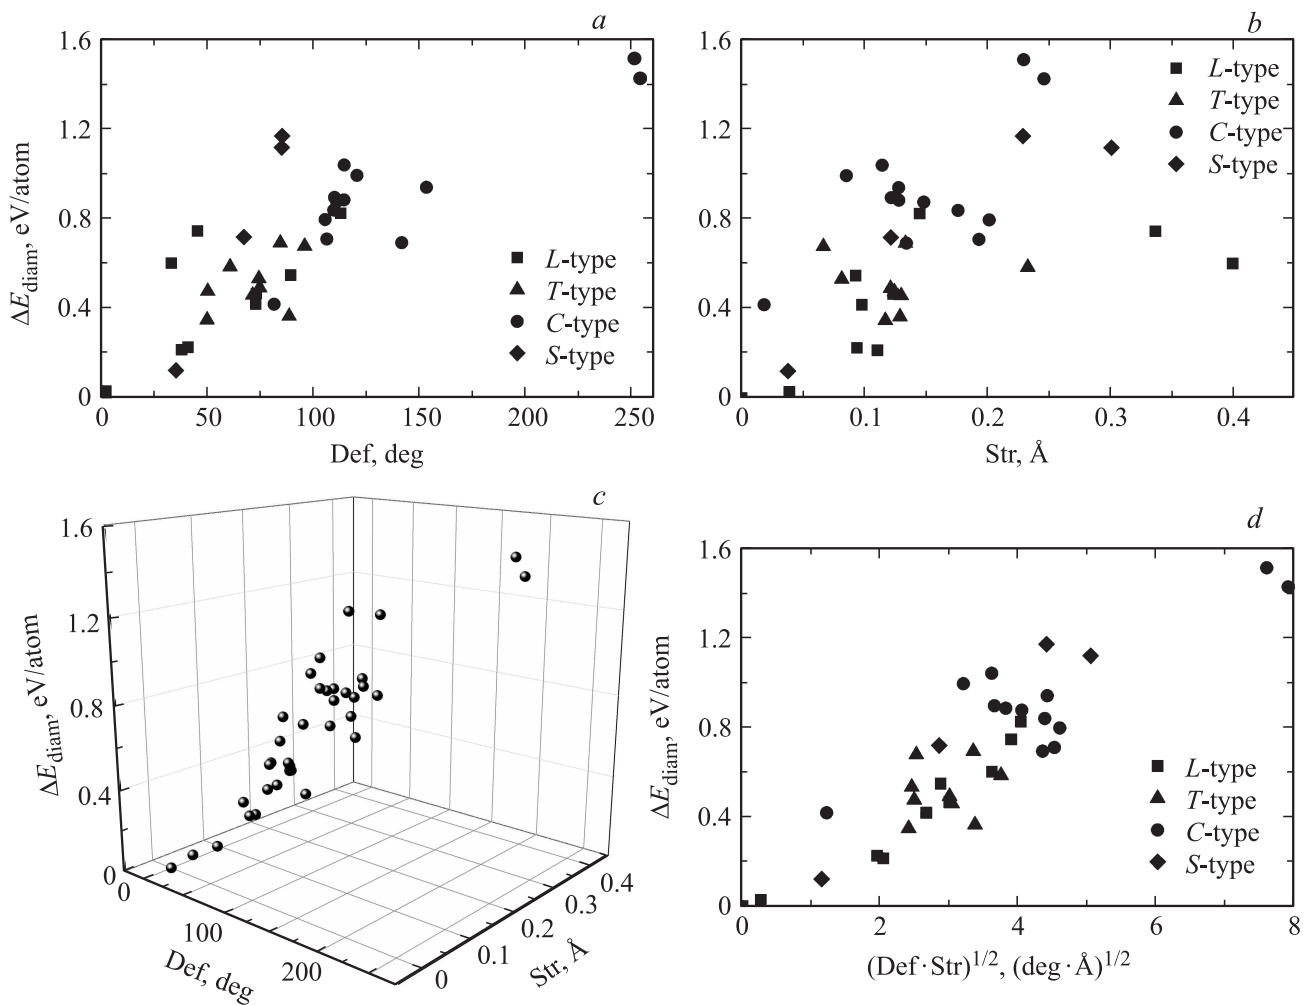 a
1.6
1.2
0.8
0.4
0
ΔE_diam, eV/atom
L-type
T-type
C-type
S-type
0 50 100 150 200 250
Def, deg
b
1.6
1.2
0.8
0.4
0
ΔE_diam, eV/atom
L-type
T-type
C-type
S-type
0 0.1 0.2 0.3 0.4
Str, Å
c
1.6
1.2
0.8
0.4
0
ΔE_diam, eV/atom
0 100 200
Def, deg
0 0.1 0.2 0.3 0.4
Str, Å
d
1.6
1.2
0.8
0.4
0
ΔE_diam, eV/atom
L-type
T-type
C-type
S-type
2 4 6 8
(Def·Str)^1/2, (deg·Å)^1/2